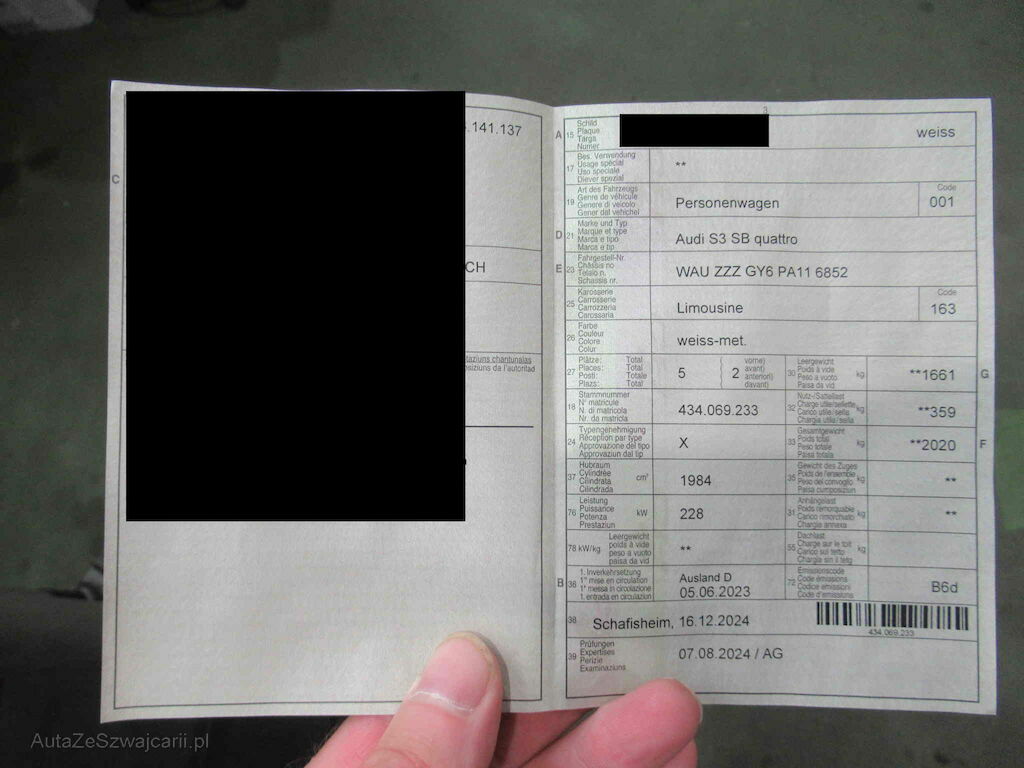 .141.137
C
CH
taziuns chantunalas
posiziuns da l'autoritad
3
A 15 Schild
Plaque
Targa
Numer
weiss
17 Bes. Verwendung
Usage spécial
Uso speciale
Diever spezial
**
19 Art des Fahrzeugs
Genre de véhicule
Genere di veicolo
Gener dal vehichel
Personenwagen
Code
001
D 21 Marke und Typ
Marque et type
Marca e tipo
Marca e tip
Audi S3 SB quattro
E 23 Fahrgestell-Nr.
Châssis no
Telaio n.
Schassis nr.
WAU ZZZ GY6 PA11 6852
25 Karosserie
Carrosserie
Carrozzeria
Carossaria
Limousine
Code
163
26 Farbe
Couleur
Colore
Colur
weiss-met.
27 Plätze: Total
Places: Total
Posti: Totale
Plazs: Total
5 ( 2 vorne)
avant)
anteriori)
davant)
30 Leergewicht
Poids à vide
Peso a vuoto
Paisa da vid
kg
**1661
G
18 Stammnummer
N° matricule
N. di matricola
Nr. da matricla
434.069.233
32 Nutz-/Sattellast
Charge utile/sellette
Carico utile/sella
Chargia utila/sella
kg
**359
24 Typengenehmigung
Réception par type
Approvazione del tipo
Approvaziun dal tip
X
33 Gesamtgewicht
Poids total
Peso totale
Paisa totala
kg
**2020
F
37 Hubraum
Cylindrée
Cilindrata
Cilindrada
cm³
1984
35 Gewicht des Zuges
Poids de l'ensemble
Peso del convoglio
Paisa cumposiziun
kg
**
76 Leistung
Puissance
Potenza
Prestaziun
kW
228
31 Anhängelast
Poids remorquable
Carico rimorchiato
Chargia annexa
kg
**
78 kW/kg Leergewicht
poids à vide
peso a vuoto
paisa da vid
**
55 Dachlast
Charge sur le toit
Carico sul tetto
Chargia sin il tetg
kg
B 36 1. Inverkehrsetzung
1re mise en circulation
1a messa in circolazione
1. entrada en circulaziun
Ausland D
05.06.2023
72 Emissionscode
Code émissions
Codice emissioni
Code d'emissiuns
B6d
38 Schafisheim, 16.12.2024
434.069.233
39 Prüfungen
Expertises
Perizie
Examinaziuns
07.08.2024 / AG
AutaZeSzwajcarii.pl